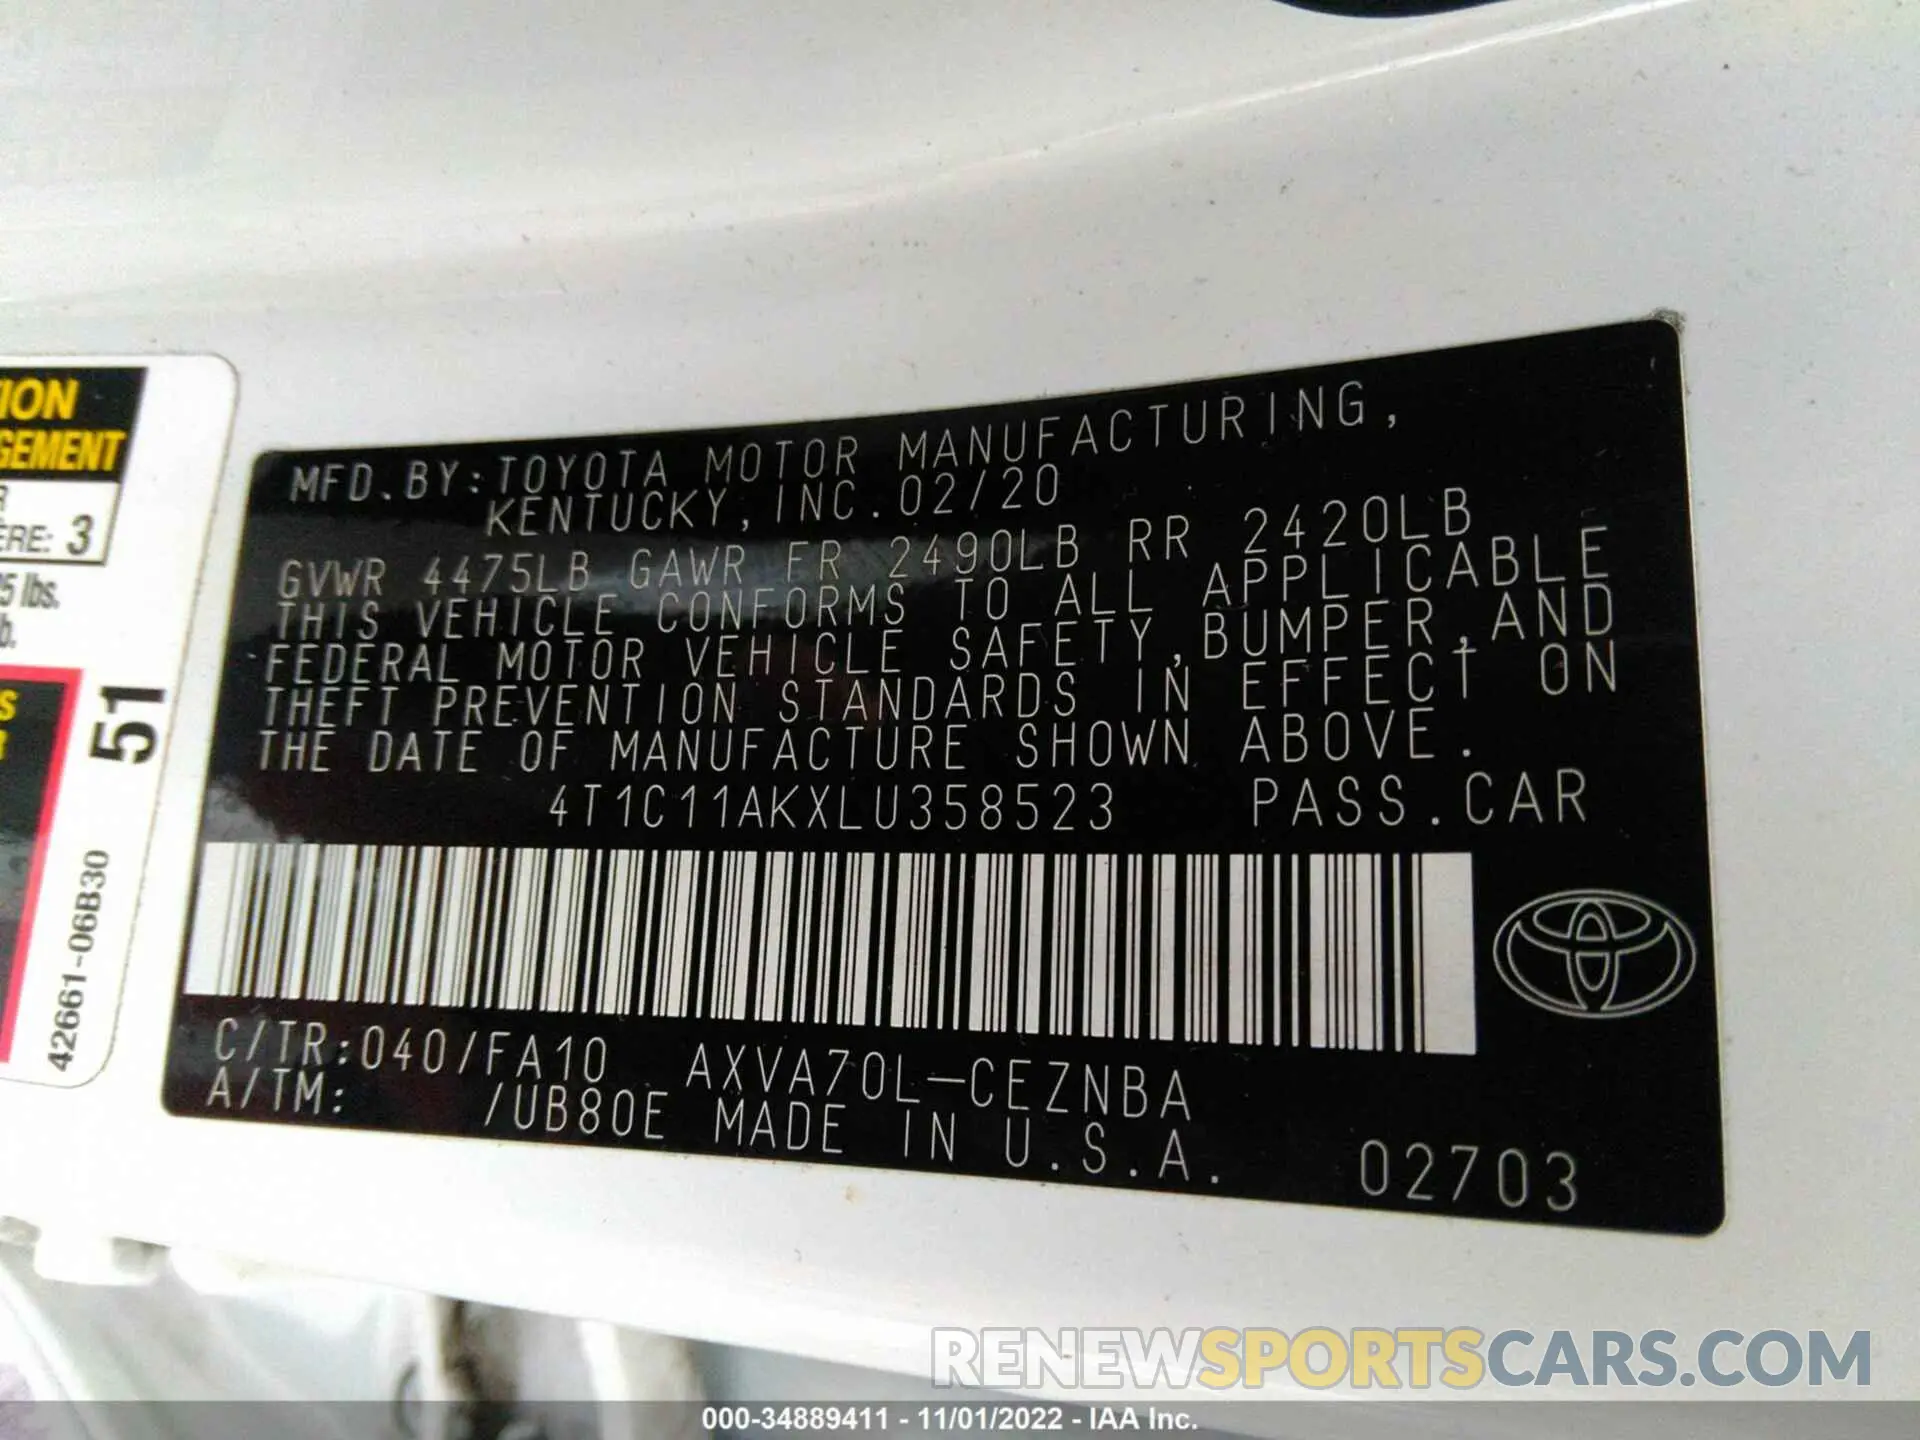 TION
GEMENT
ERE: 3
5 lbs.
b.
S
R
51
42661-06B30
MFD.BY:TOYOTA MOTOR MANUFACTURING,
KENTUCKY, INC.02/20
GVWR 4475LB GAWR FR 2490LB RR 2420LB
THIS VEHICLE CONFORMS TO ALL APPLICABLE
FEDERAL MOTOR VEHICLE SAFETY,BUMPER,AND
THEFT PREVENTION STANDARDS IN EFFECT ON
THE DATE OF MANUFACTURE SHOWN ABOVE.
4T1C11AKXLU358523 PASS.CAR
C/TR:040/FA10 AXVA70L-CEZNBA
A/TM: /UB80E MADE IN U.S.A.
02703
RENEWSPORTSCARS.COM
000-34889411 - 11/01/2022 - IAA Inc.